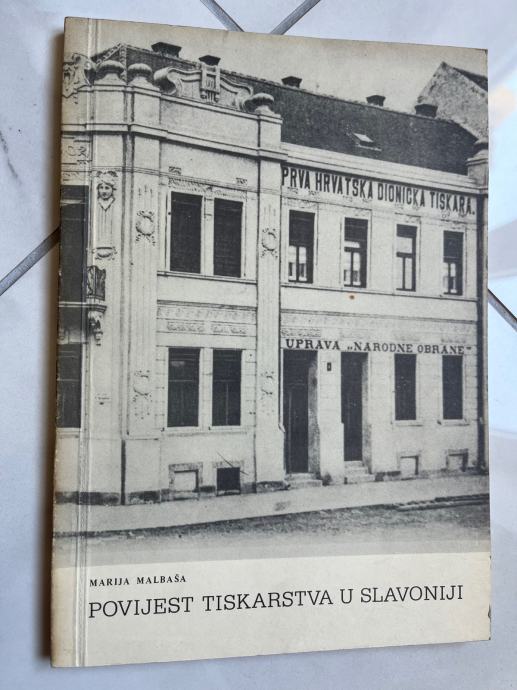 PRVA HRVATSKA DIONIČKA TISKARA.
UPRAVA „NARODNE OBRANE"
MARIJA MALBAŠA
POVIJEST TISKARSTVA U SLAVONIJI